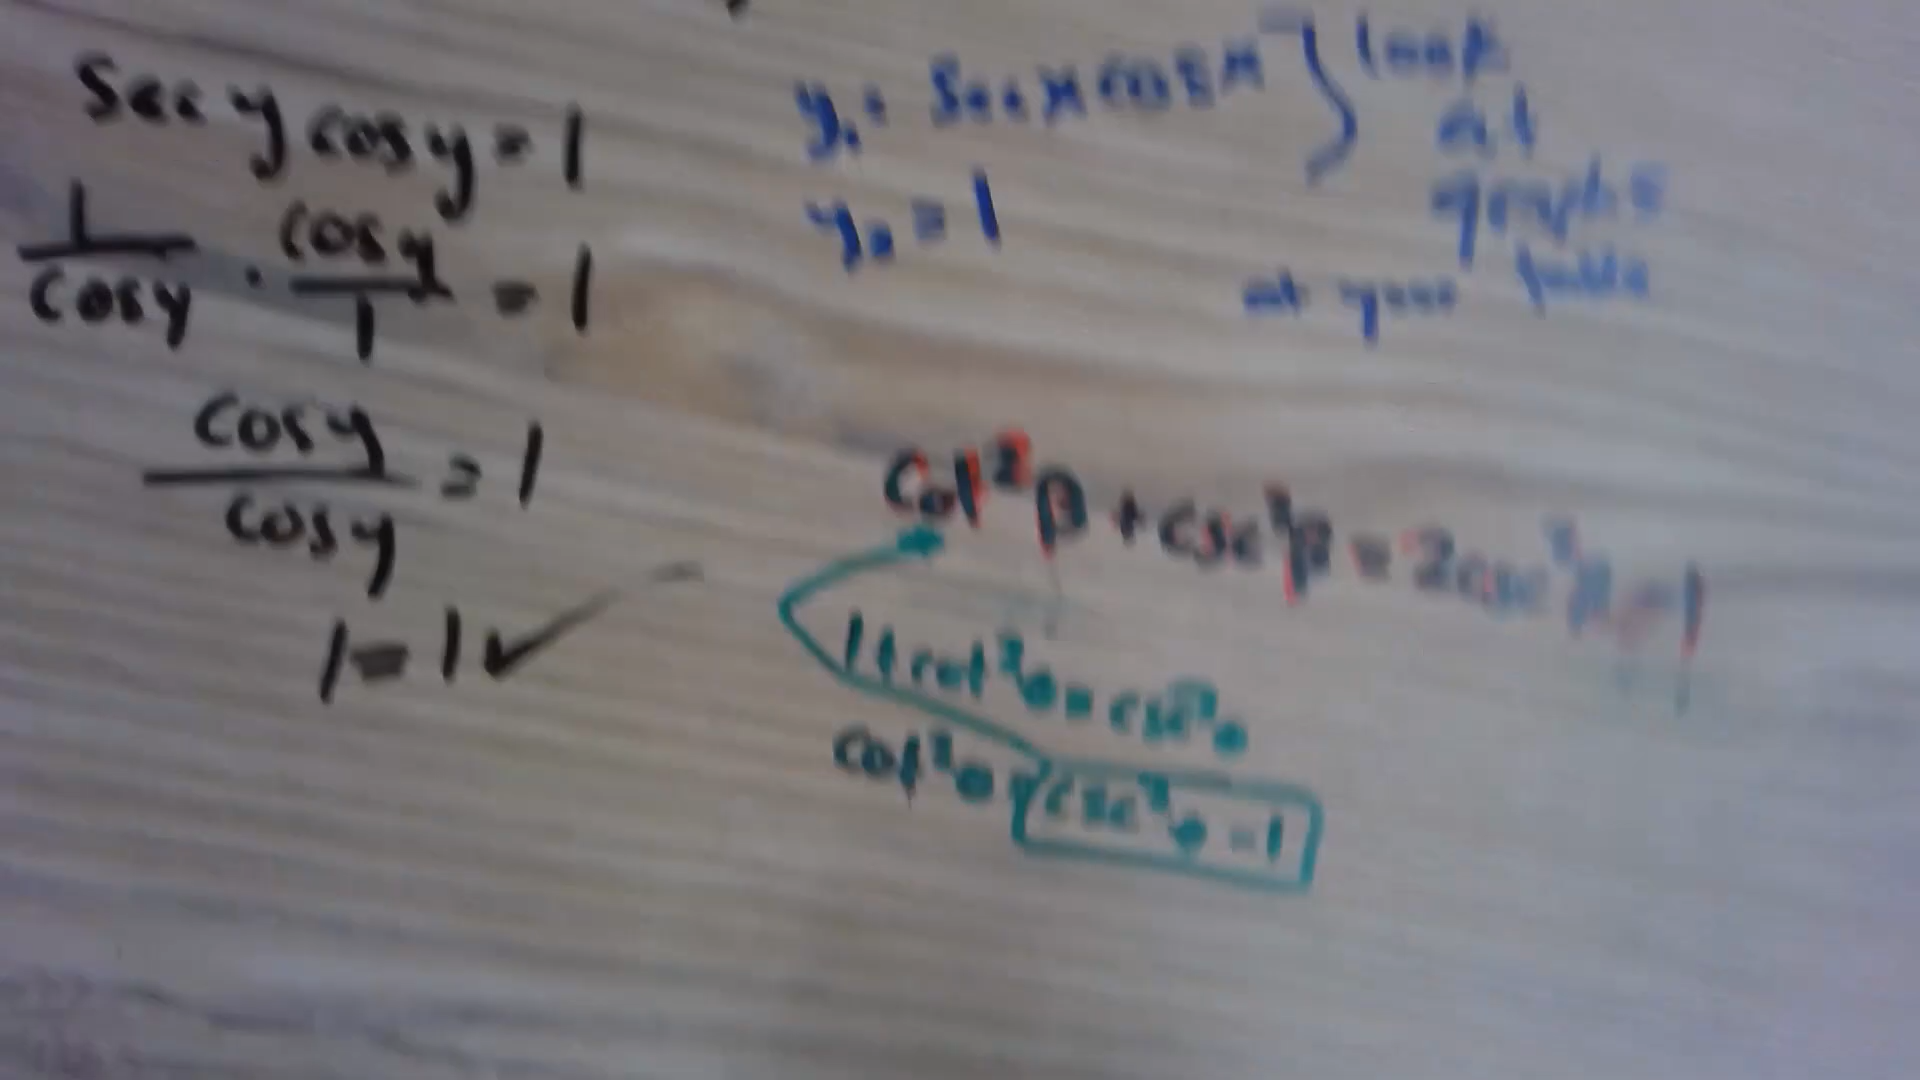 sec y cos y = 1
1/cos y · cos y/1 = 1
cos y/cos y = 1
1 = 1 ✓
y₁ = sec x cos x } look
at
graphs
y₂ = 1
at your table
cot²β + csc²β = 2csc²β - 1
1 + cot²θ = csc²θ
cot²θ = csc²θ - 1